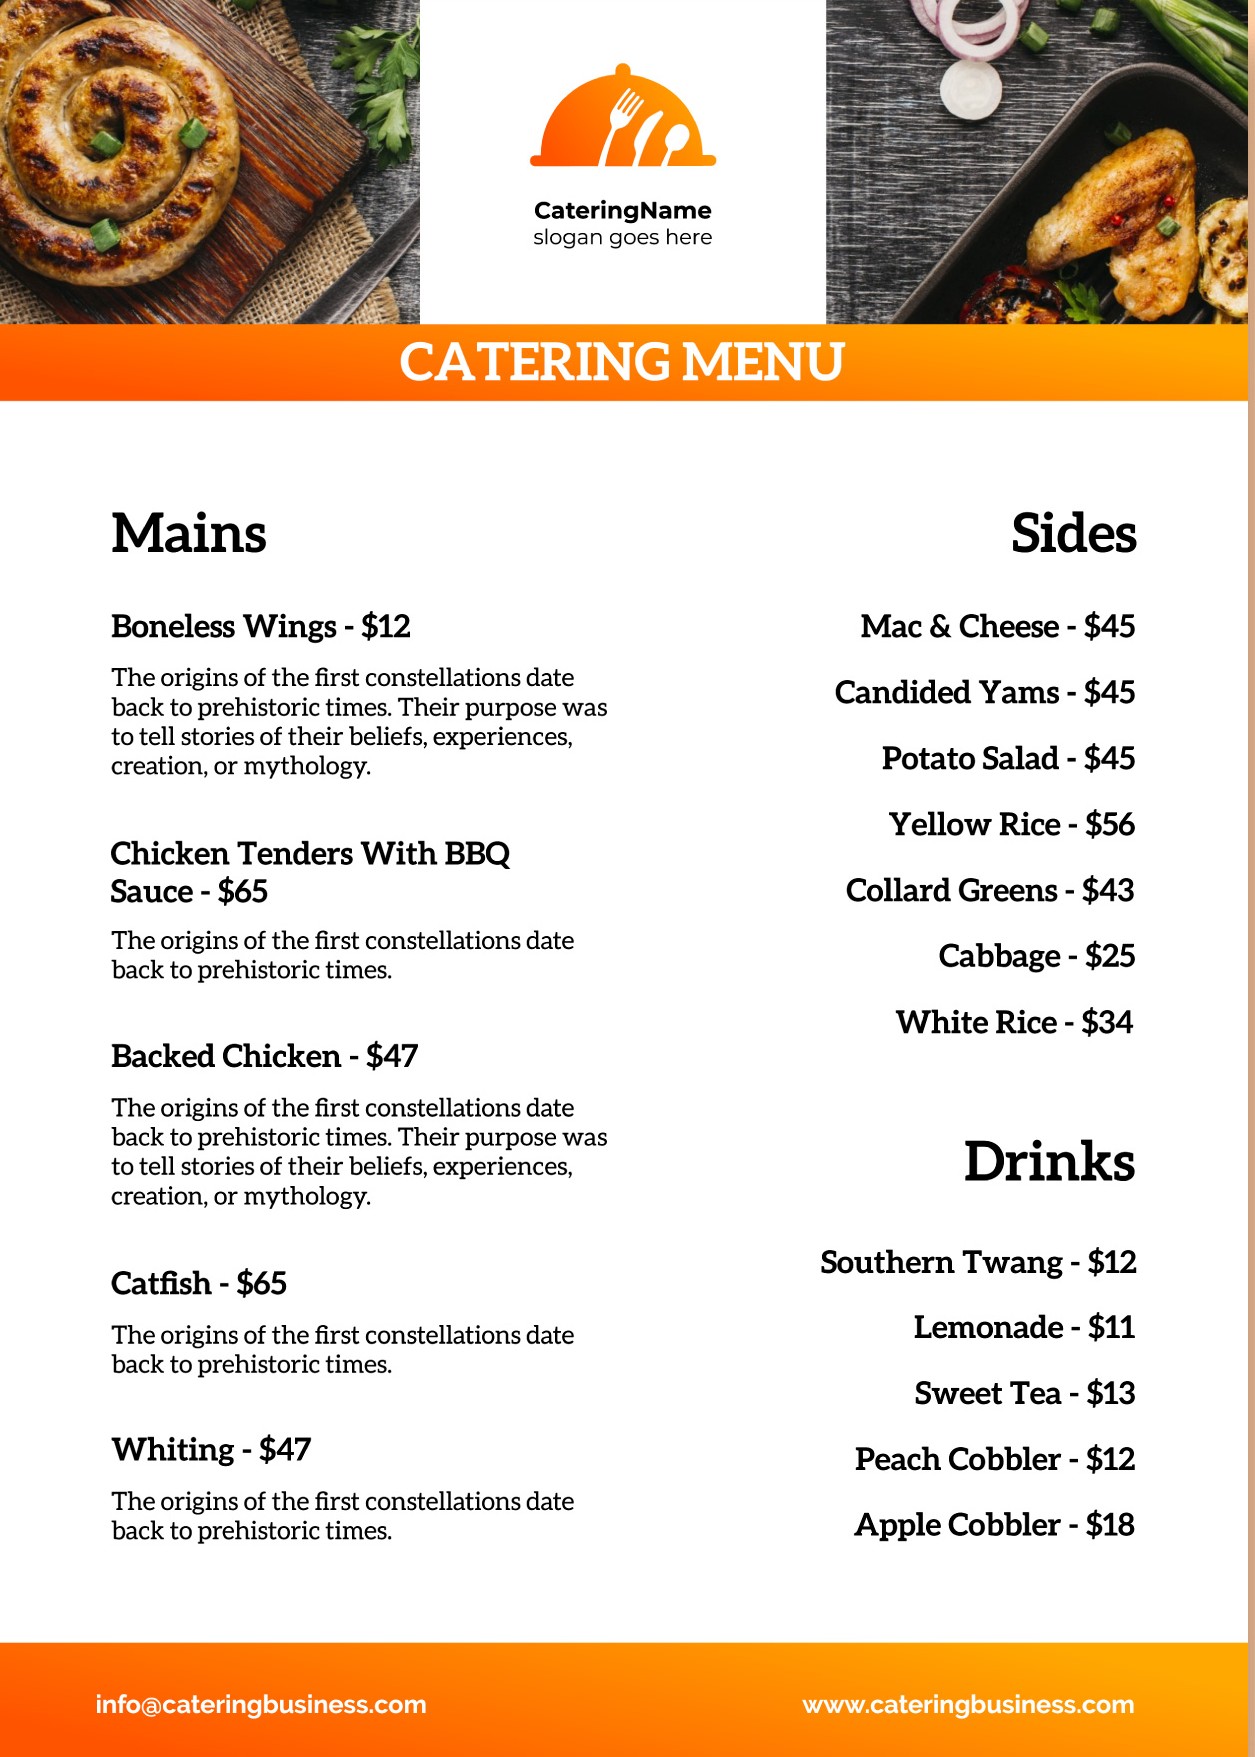 CateringName
slogan goes here
CATERING MENU
Mains
Boneless Wings - $12
The origins of the first constellations date
back to prehistoric times. Their purpose was
to tell stories of their beliefs, experiences,
creation, or mythology.
Chicken Tenders With BBQ
Sauce - $65
The origins of the first constellations date
back to prehistoric times.
Backed Chicken - $47
The origins of the first constellations date
back to prehistoric times. Their purpose was
to tell stories of their beliefs, experiences,
creation, or mythology.
Catfish - $65
The origins of the first constellations date
back to prehistoric times.
Whiting - $47
The origins of the first constellations date
back to prehistoric times.
Sides
Mac & Cheese - $45
Candided Yams - $45
Potato Salad - $45
Yellow Rice - $56
Collard Greens - $43
Cabbage - $25
White Rice - $34
Drinks
Southern Twang - $12
Lemonade - $11
Sweet Tea - $13
Peach Cobbler - $12
Apple Cobbler - $18
info@cateringbusiness.com
www.cateringbusiness.com